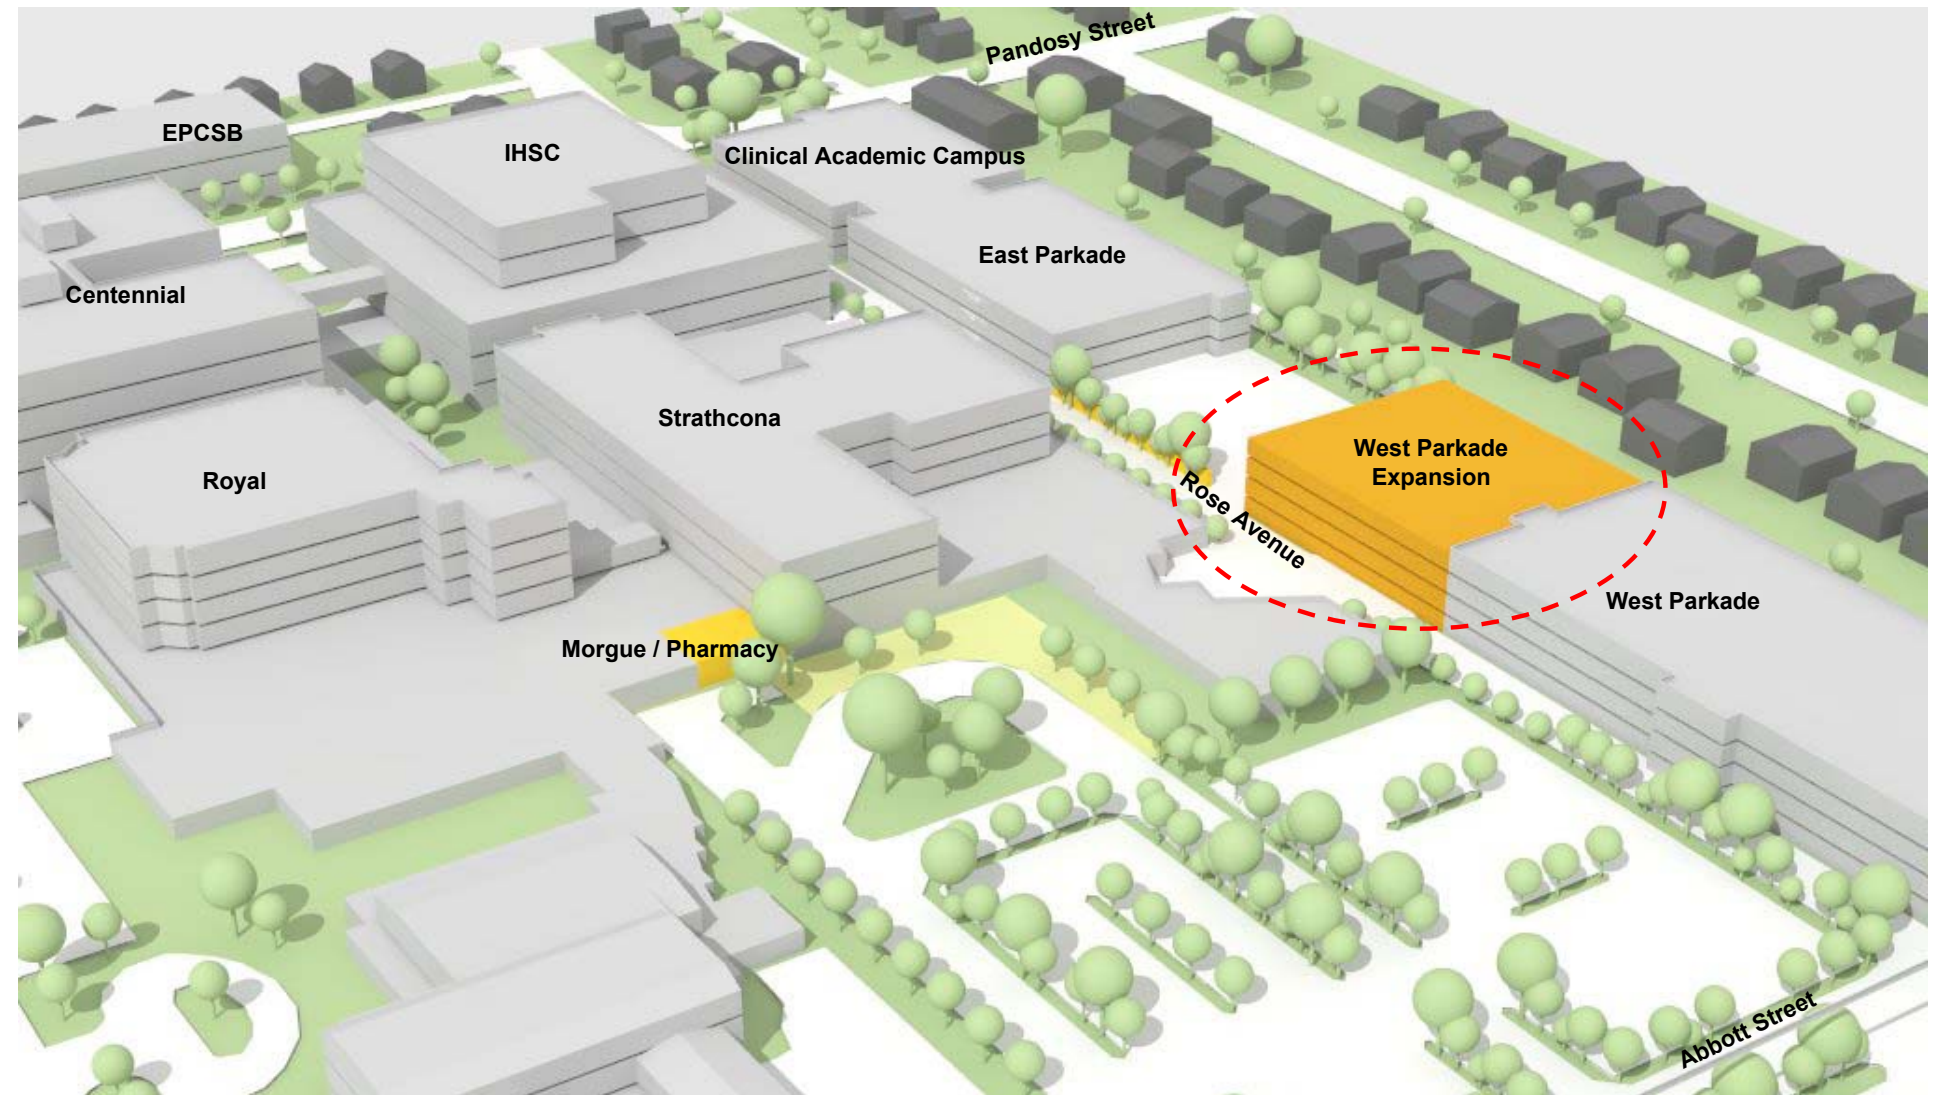 Pandosy Street
EPCSB
IHSC
Clinical Academic Campus
East Parkade
Centennial
Strathcona
West Parkade
Expansion
Royal
Rose Avenue
West Parkade
Morgue / Pharmacy
Abbott Street